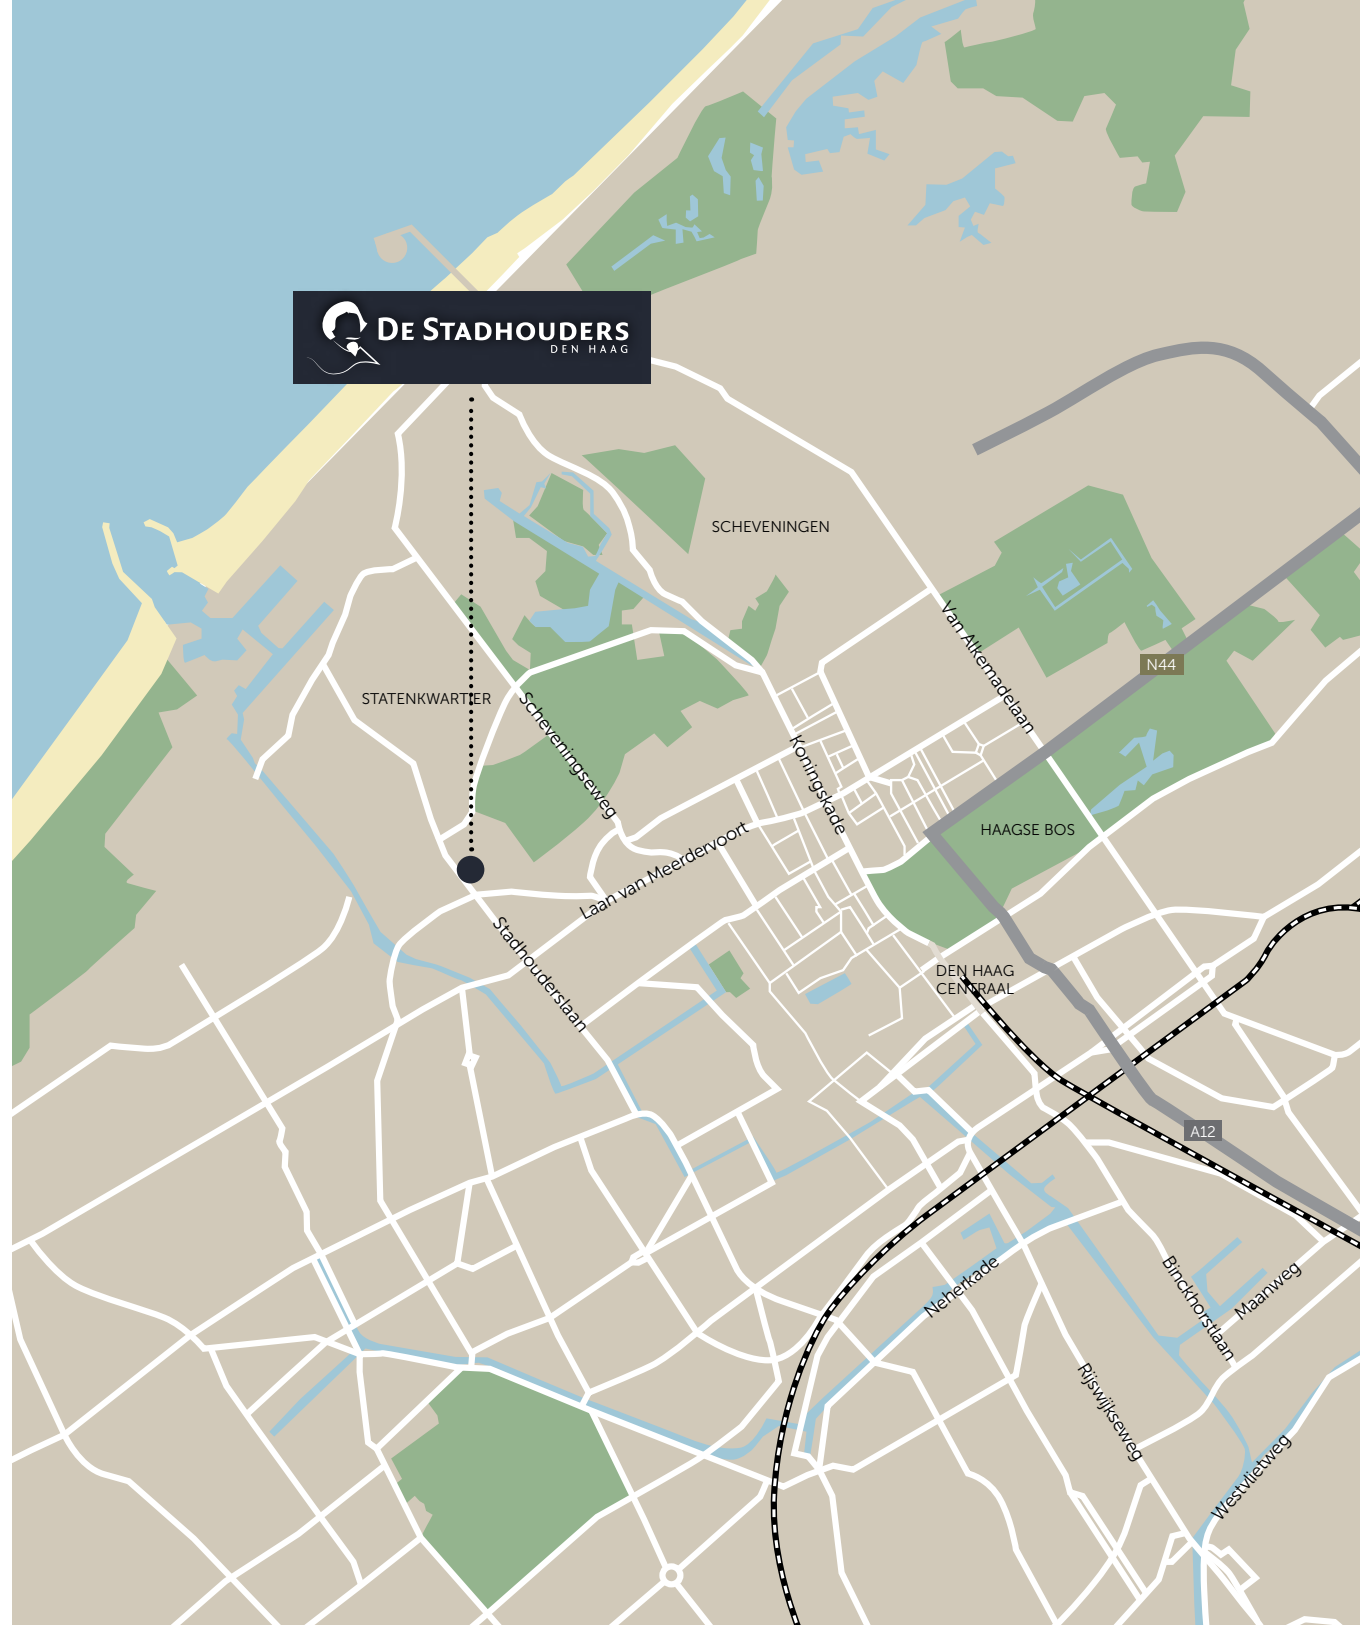 DE STADHOUDERS
DEN HAAG
SCHEVENINGEN
Van Alkemadelaan
N44
STATENKWARTIER
Scheveningseweg
Koningskade
HAAGSE BOS
Laan van Meerdervoort
Stadhouderslaan
DEN HAAG
CENTRAAL
A12
Neherkade
Binckhorstlaan
Maanweg
Rijswijkseweg
Westvlietweg